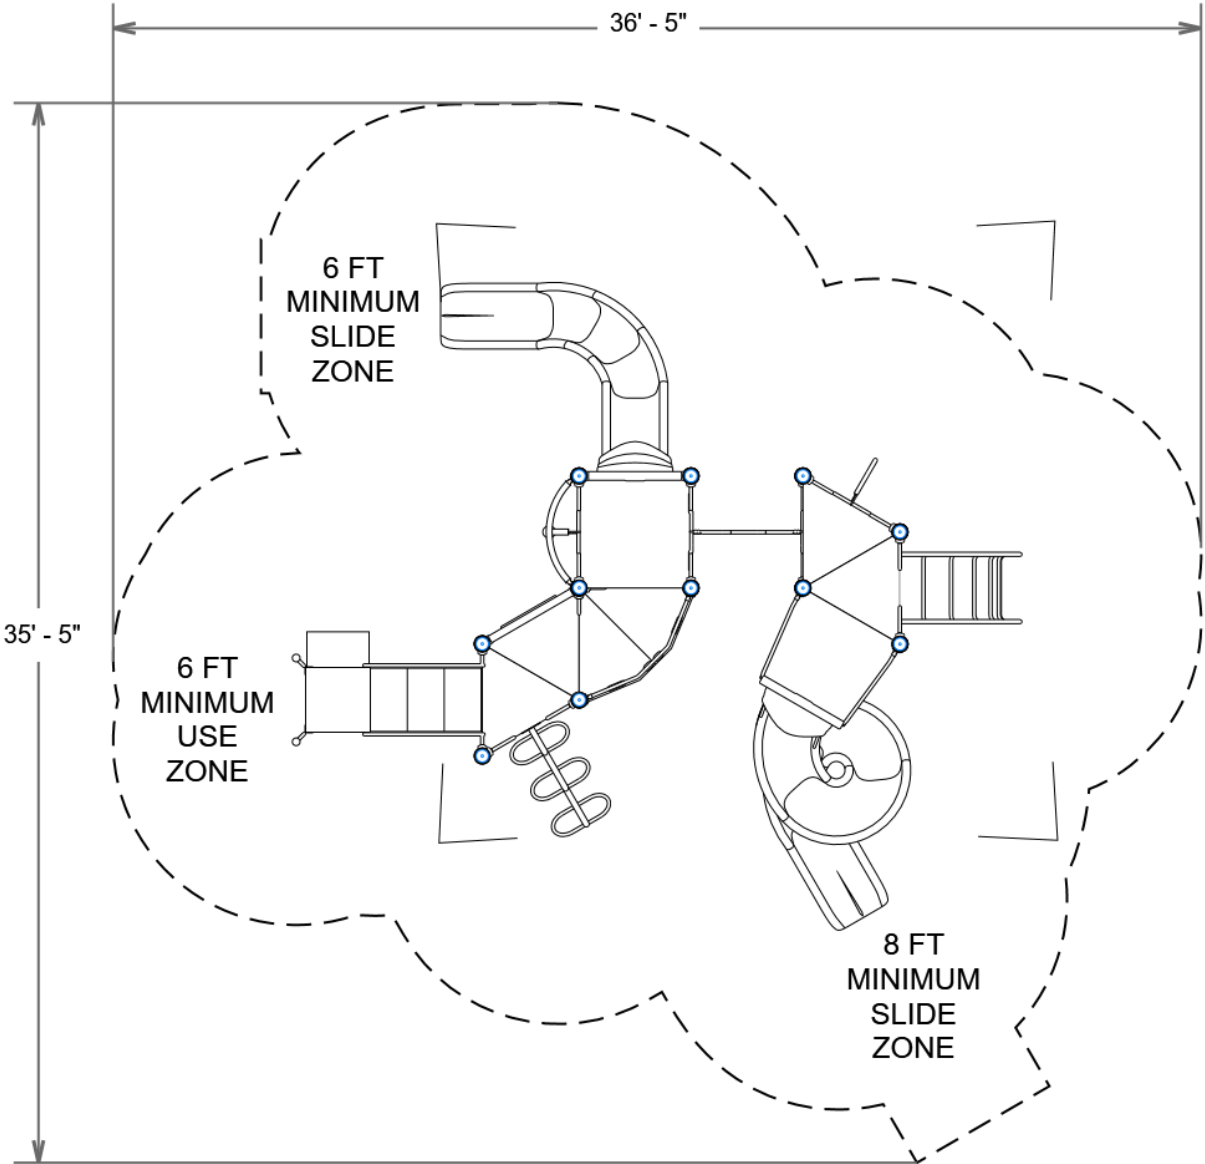 36' - 5"
6 FT
MINIMUM
SLIDE
ZONE
35' - 5"
6 FT
MINIMUM
USE
ZONE
8 FT
MINIMUM
SLIDE
ZONE